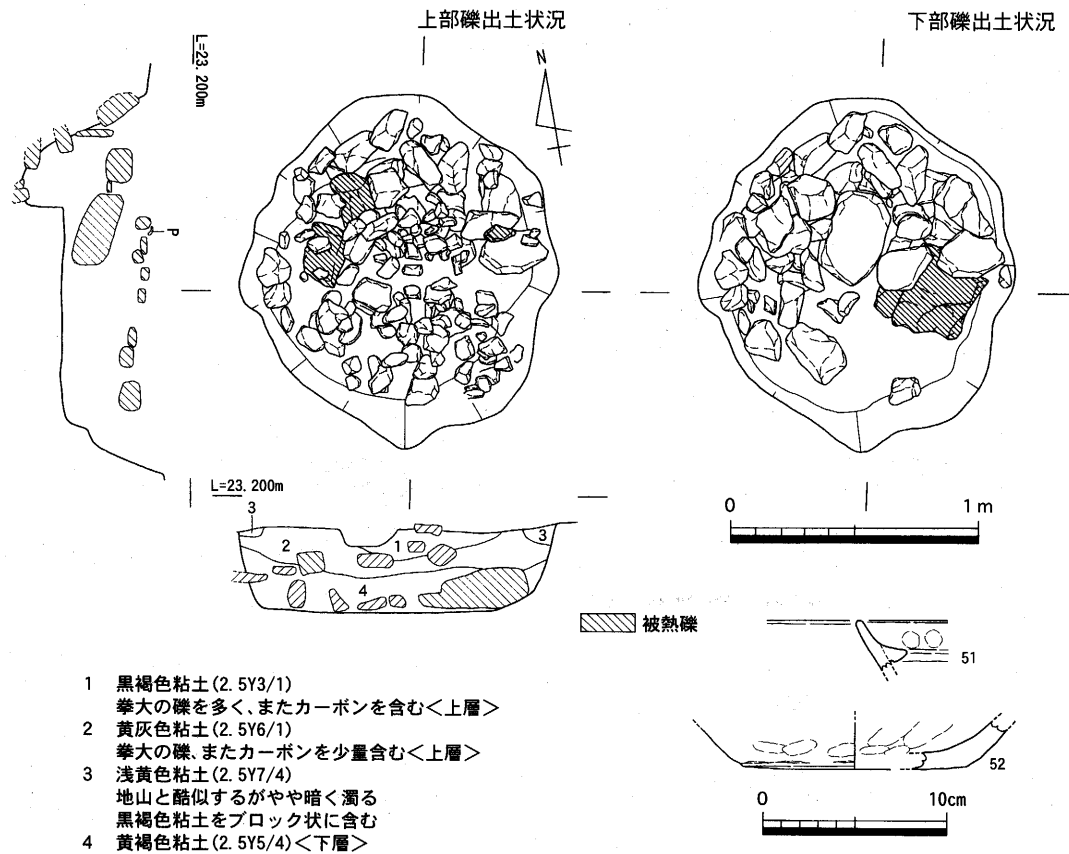 上部礫出土状況
下部礫出土状況
L=23.200m
N
P
L=23.200m
3
2
1
3
4
0 1m
被熱礫
51
52
0 10cm
1 黒褐色粘土(2.5Y3/1)
拳大の礫を多く、またカーボンを含む<上層>
2 黄灰色粘土(2.5Y6/1)
拳大の礫、またカーボンを少量含む<上層>
3 浅黄色粘土(2.5Y7/4)
地山と酷似するがやや暗く濁る
黒褐色粘土をブロック状に含む
4 黄褐色粘土(2.5Y5/4)<下層>